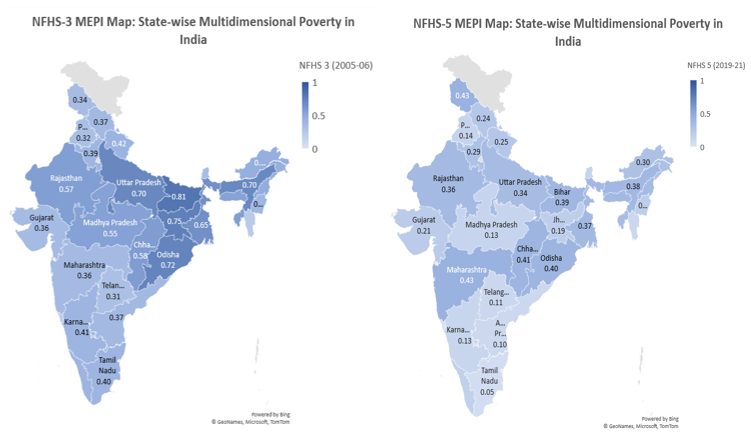 NFHS-3 MEPI Map: State-wise Multidimensional Poverty in
India
NFHS 3 (2005-06)
1
0.5
0
0.34
0.37
P...
0.32
0.42
0.39
Rajasthan
0.57
Uttar Pradesh
0.70
0.81
0...
0.70
0...
Gujarat
0.36
Madhya Pradesh
0.55
0.75
0.65
Chha...
0.58
Odisha
0.72
Maharashtra
0.36
Telan...
0.31
0.37
Karna...
0.41
Tamil
Nadu
0.40
Powered by Bing
© GeoNames, Microsoft, TomTom
NFHS-5 MEPI Map: State-wise Multidimensional Poverty in
India
NFHS 5 (2019-21)
1
0.5
0
0.43
0.24
P...
0.14
0.25
0.29
Rajasthan
0.36
Uttar Pradesh
0.34
Bihar
0.39
0.30
0.38
0...
Gujarat
0.21
Madhya Pradesh
0.13
Jh...
0.19
0.37
Chha...
0.41
Odisha
0.40
Maharashtra
0.43
Telang...
0.11
Karna...
0.13
A...
Pr...
0.10
Tamil
Nadu
0.05
Powered by Bing
© GeoNames, Microsoft, TomTom